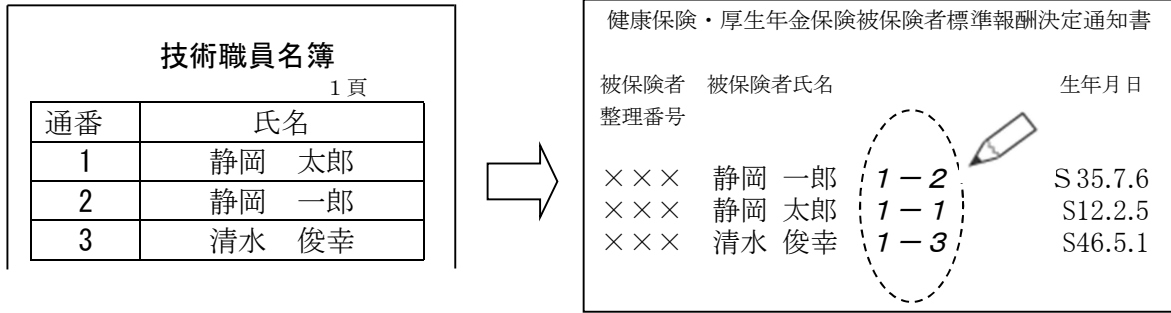 技術職員名簿
1頁
通番 氏名
1 静岡 太郎
2 静岡 一郎
3 清水 俊幸
健康保険・厚生年金保険被保険者標準報酬決定通知書
被保険者 被保険者氏名 生年月日
整理番号
××× 静岡 一郎 1-2 S35.7.6
××× 静岡 太郎 1-1 S12.2.5
××× 清水 俊幸 1-3 S46.5.1